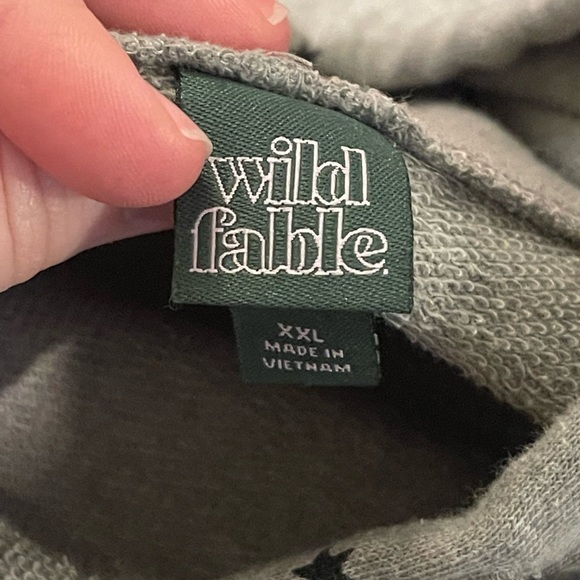 wild
fable.
XXL
MADE IN
VIETNAM